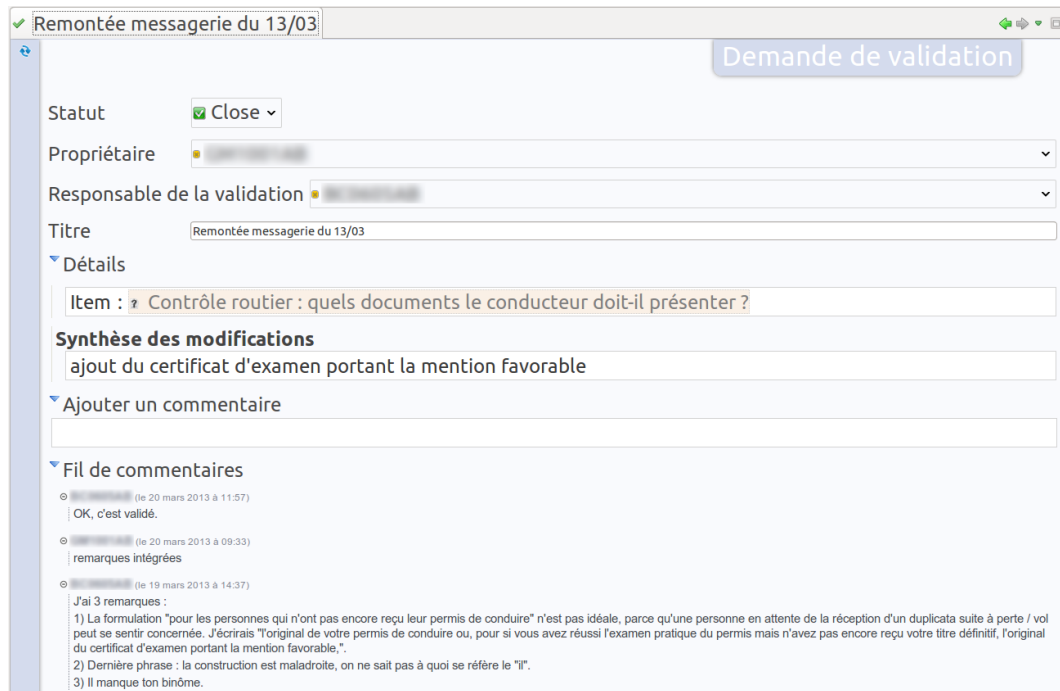 Remontée messagerie du 13/03
Demande de validation
Statut
Close
Propriétaire
Responsable de la validation
Titre
Remontée messagerie du 13/03
Détails
Item : ? Contrôle routier : quels documents le conducteur doit-il présenter ?
Synthèse des modifications
ajout du certificat d'examen portant la mention favorable
Ajouter un commentaire
Fil de commentaires
(le 20 mars 2013 à 11:57)
OK, c'est validé.
(le 20 mars 2013 à 09:33)
remarques intégrées
(le 19 mars 2013 à 14:37)
J'ai 3 remarques :
1) La formulation "pour les personnes qui n'ont pas encore reçu leur permis de conduire" n'est pas idéale, parce qu'une personne en attente de la réception d'un duplicata suite à perte / vol
peut se sentir concernée. J'écrirais "l'original de votre permis de conduire ou, pour si vous avez réussi l'examen pratique du permis mais n'avez pas encore reçu votre titre définitif, l'original
du certificat d'examen portant la mention favorable,".
2) Dernière phrase : la construction est maladroite, on ne sait pas à quoi se réfère le "il".
3) Il manque ton binôme.